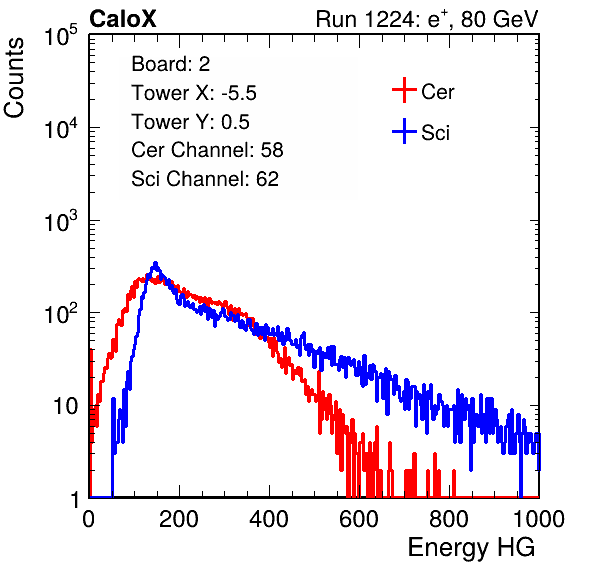 CaloX Run 1224: e+, 80 GeV
Board: 2
Tower X: -5.5
Tower Y: 0.5
Cer Channel: 58
Sci Channel: 62
Cer
Sci
Counts
10^5
10^4
10^3
10^2
10
1
0 200 400 600 800 1000
Energy HG